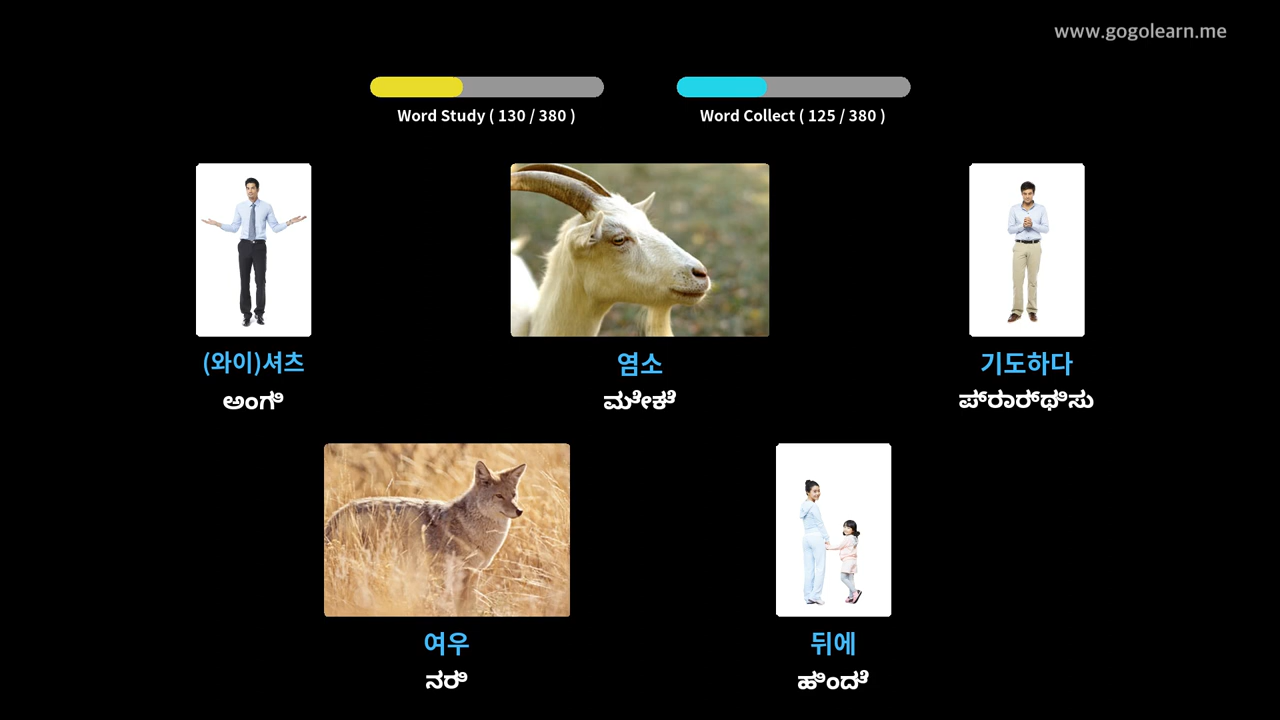 www.gogolearn.me
Word Study ( 130 / 380 )
Word Collect ( 125 / 380 )
(와이)셔츠
염소
기도하다
ಅಂಗಿ
ಮೇಕೆ
ಪ್ರಾರ್ಥಿಸು
여우
뒤에
ನರಿ
ಹಿಂದೆ